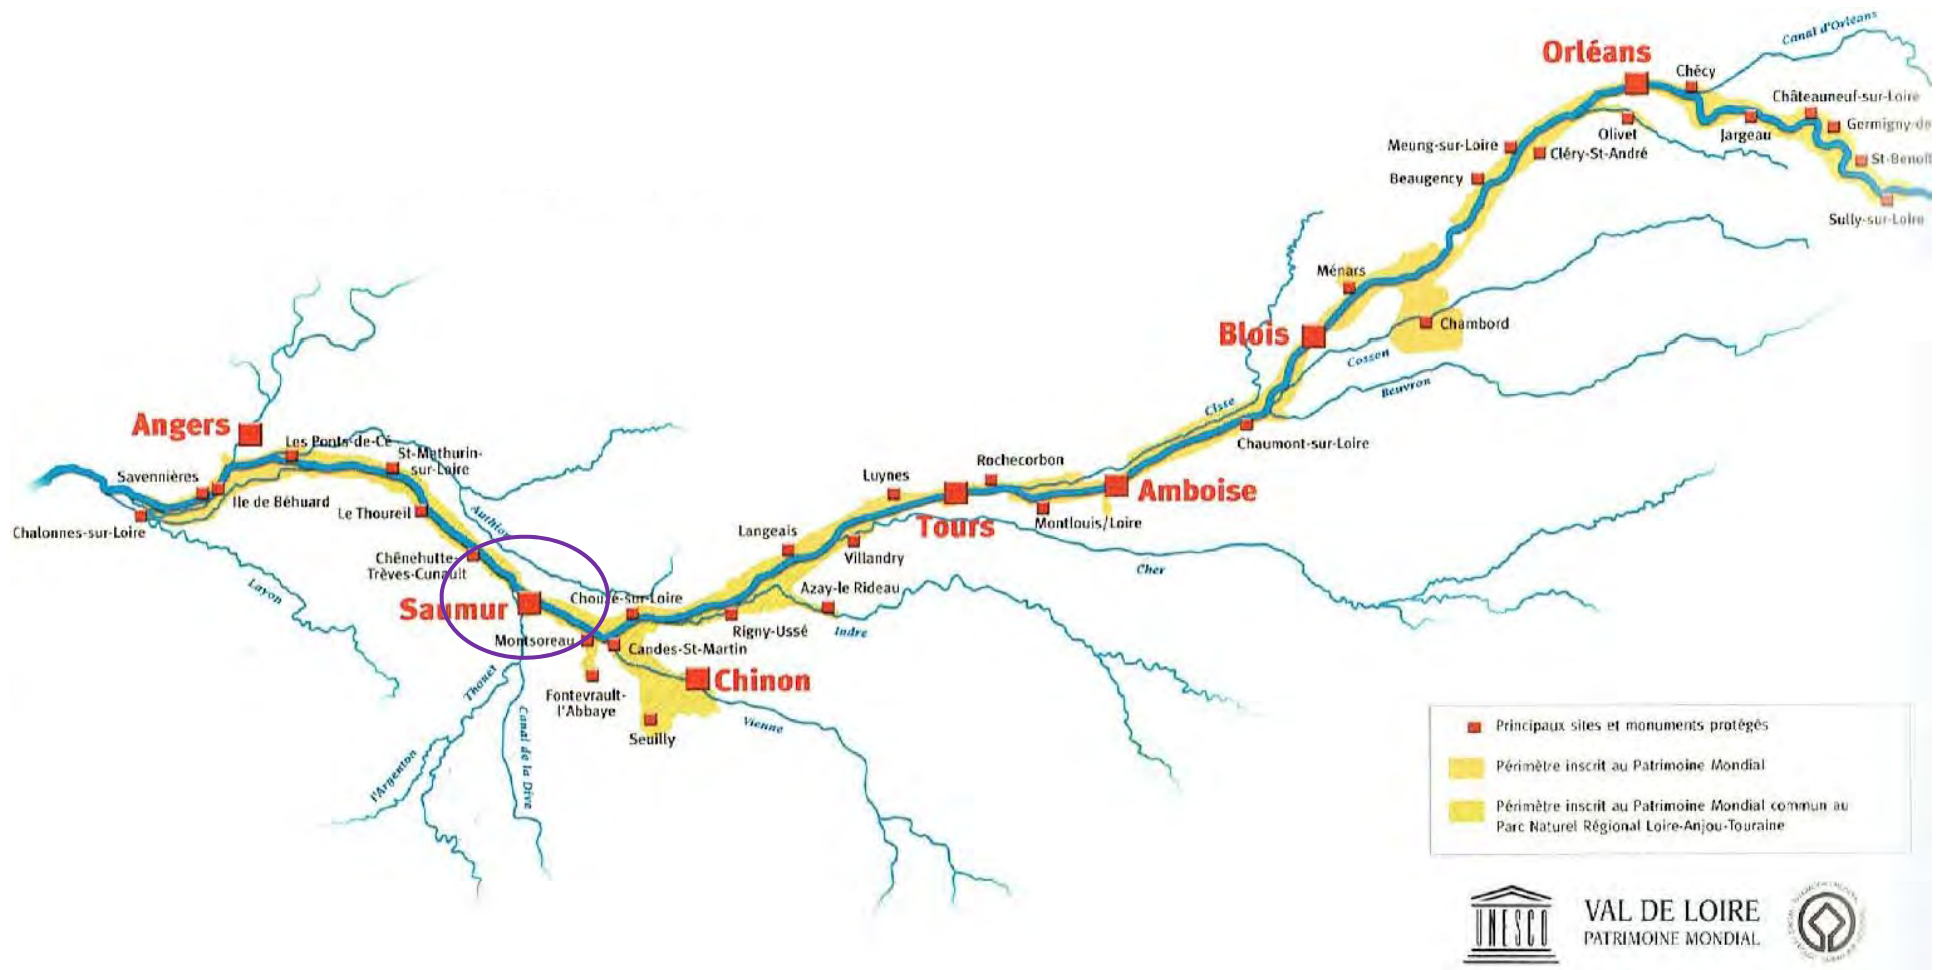 Canal d'Orléans
Orléans
Chécy
Châteauneuf-sur-Loire
Germigny-de
St-Benoît
Jargeau
Olivet
Sully-sur-Loire
Meung-sur-Loire
Cléry-St-André
Beaugency
Ménars
Blois
Chambord
Cosson
Beuvron
Cisse
Chaumont-sur-Loire
Angers
Les Ponts-de-Cé
St-Mathurin-
sur-Loire
Savennières
Ile de Béhuard
Le Thoureil
Chalonnes-sur-Loire
Authion
Layon
Chênehutte-
Trèves-Cunault
Saumur
Montsoreau
Chouzé-sur-Loire
Candes-St-Martin
Fontevrault-
l'Abbaye
Seuilly
Chinon
Vienne
Thouet
Canal de la Dive
l'Argenton
Rigny-Ussé
Azay-le Rideau
Indre
Langeais
Villandry
Luynes
Tours
Rochecorbon
Montlouis/Loire
Amboise
Cher
Principaux sites et monuments protégés
Périmètre inscrit au Patrimoine Mondial
Périmètre inscrit au Patrimoine Mondial commun au
Parc Naturel Régional Loire-Anjou-Touraine
UNESCO
VAL DE LOIRE
PATRIMOINE MONDIAL